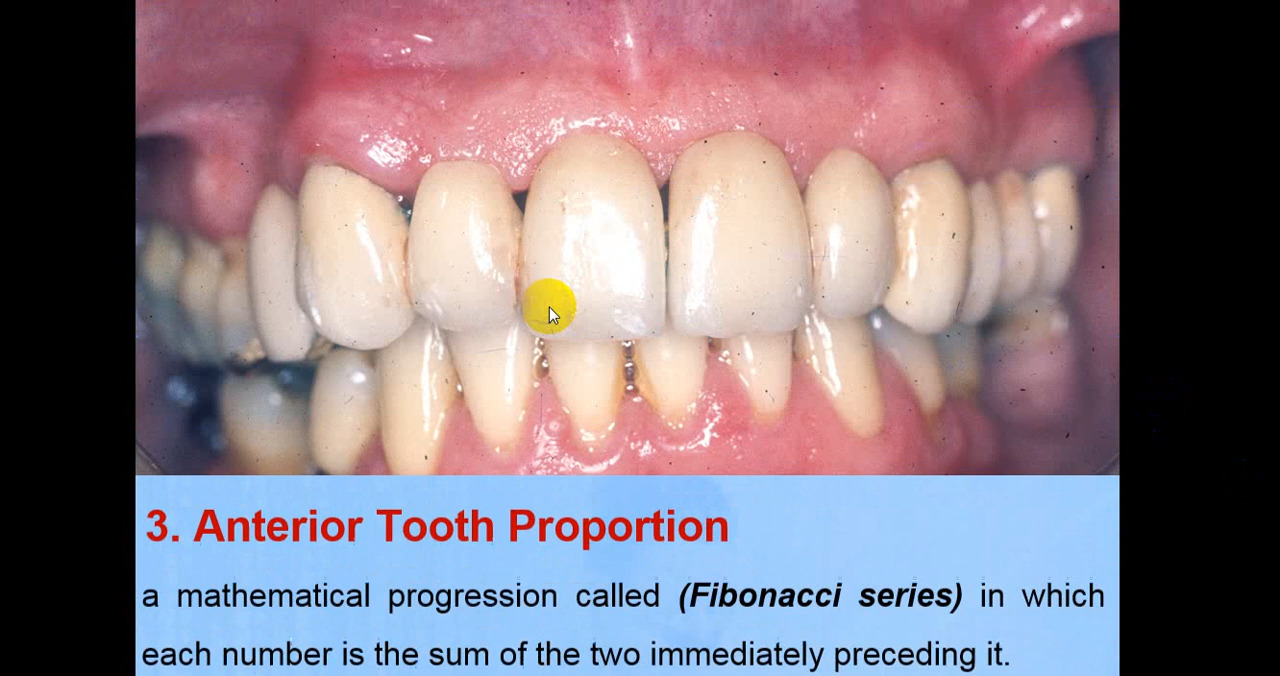 3. Anterior Tooth Proportion
a mathematical progression called (Fibonacci series) in which
each number is the sum of the two immediately preceding it.